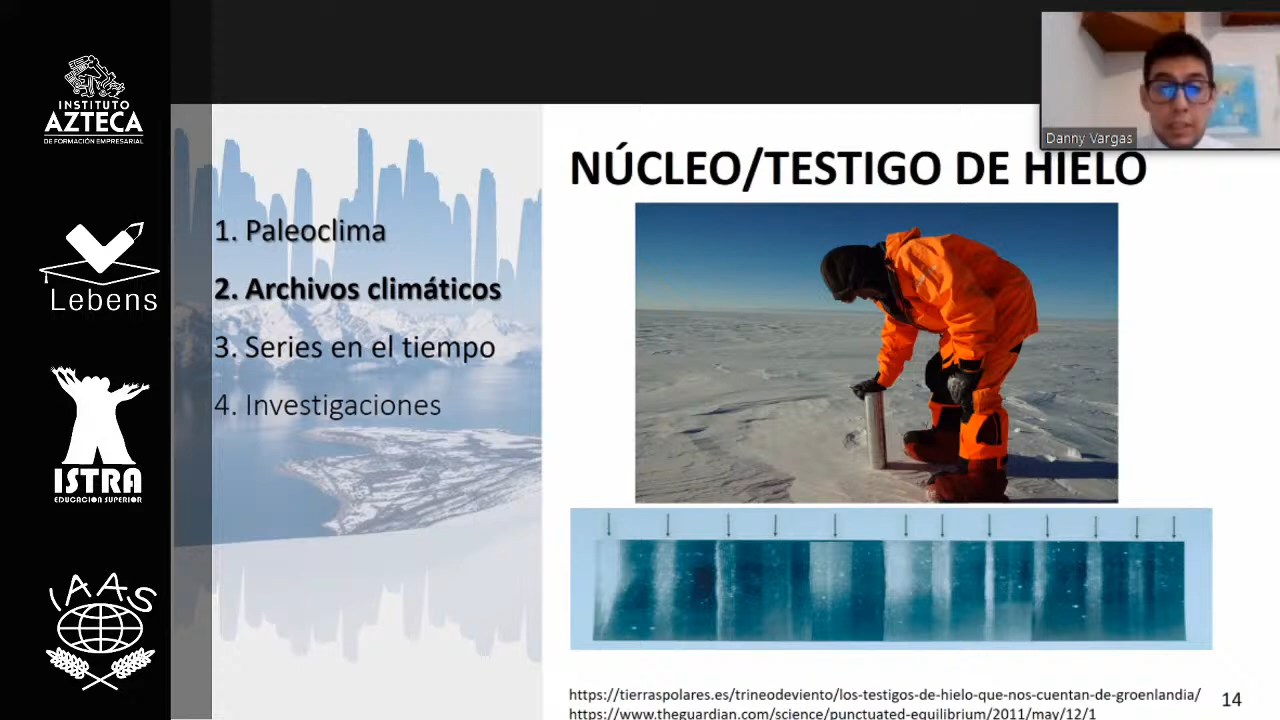 INSTITUTO
AZTECA
DE FORMACIÓN EMPRESARIAL
Lebens
ISTRA
EDUCACION SUPERIOR
IAAS
1. Paleoclima
2. Archivos climáticos
3. Series en el tiempo
4. Investigaciones
Danny Vargas
NÚCLEO/TESTIGO DE HIELO
https://tierraspolares.es/trineodeviento/los-testigos-de-hielo-que-nos-cuentan-de-groenlandia/
https://www.theguardian.com/science/punctuated-equilibrium/2011/may/12/1
14